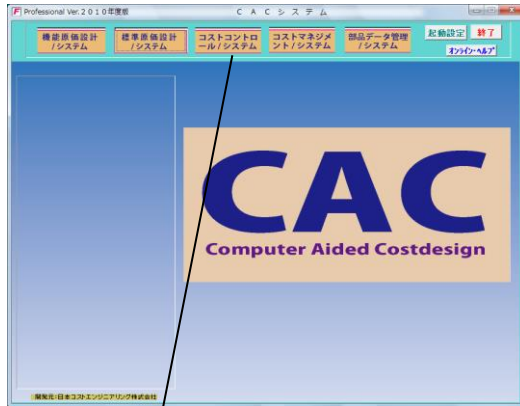 Professional Ver.２０１０年度版
ＣＡＣシステム
機能原価設計
/システム
標準原価設計
/システム
コストコントロ
ール/システム
コストマネジメ
ント/システム
部品データ管理
/システム
起動設定
終了
オンライン・ヘルプ
CAC
Computer Aided Costdesign
開発元:日本コストエンジニアリング株式会社